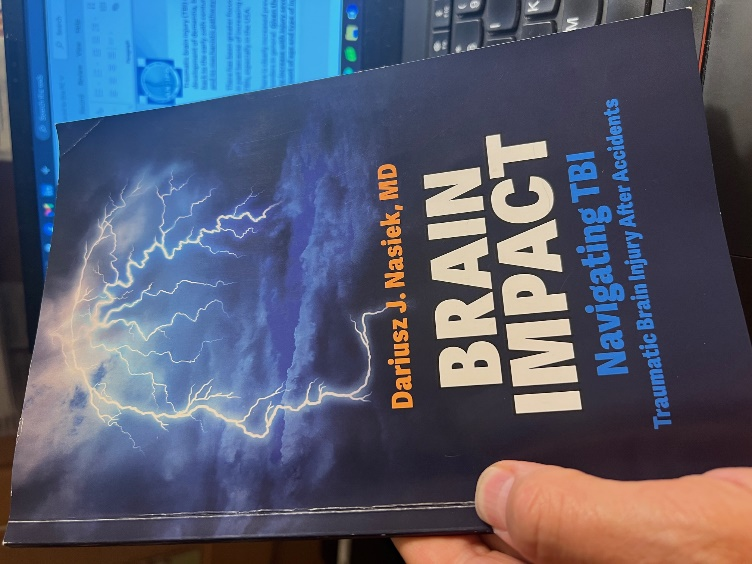 Dariusz J. Nasiek, MD
BRAIN
IMPACT
Navigating TBI
Traumatic Brain Injury After Accidents